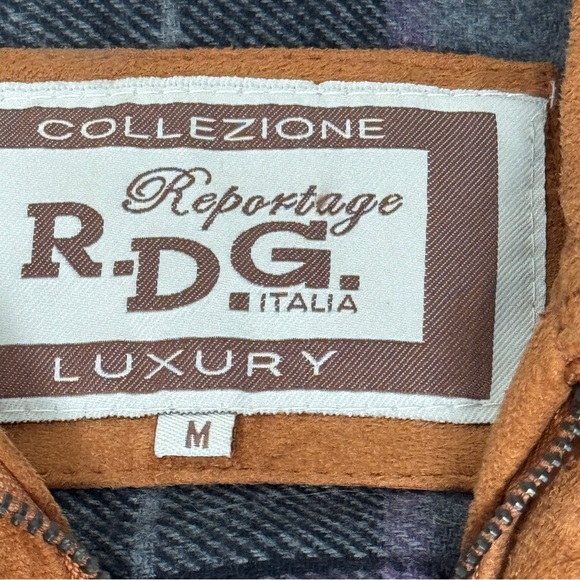 COLLEZIONE
Reportage
R.D.G.
ITALIA
LUXURY
M